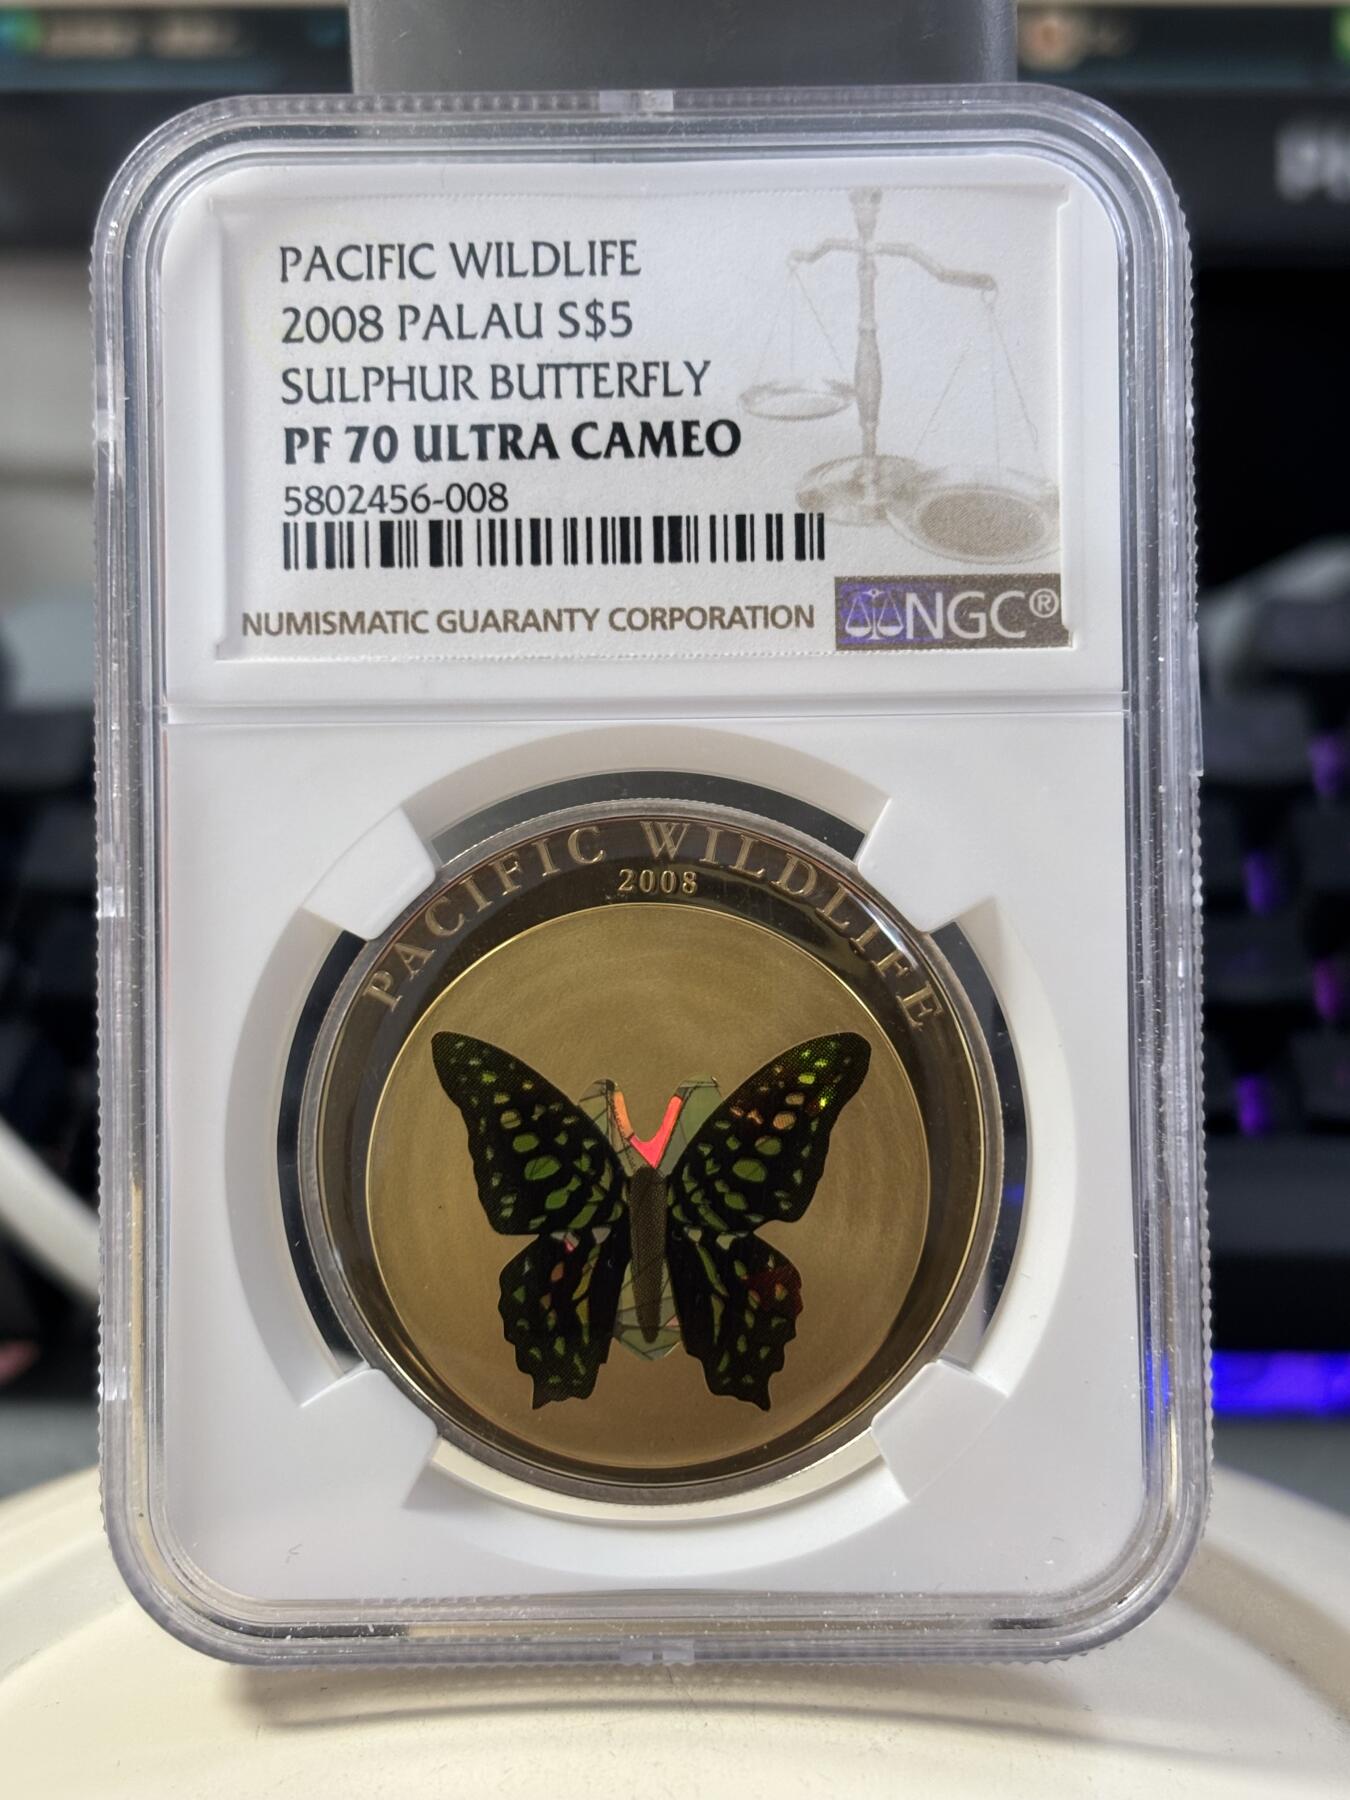 PACIFIC WILDLIFE
2008 PALAU S$5
SULPHUR BUTTERFLY
PF 70 ULTRA CAMEO
5802456-008
NUMISMATIC GUARANTY CORPORATION
NGC®
PACIFIC WILDLIFE
2008